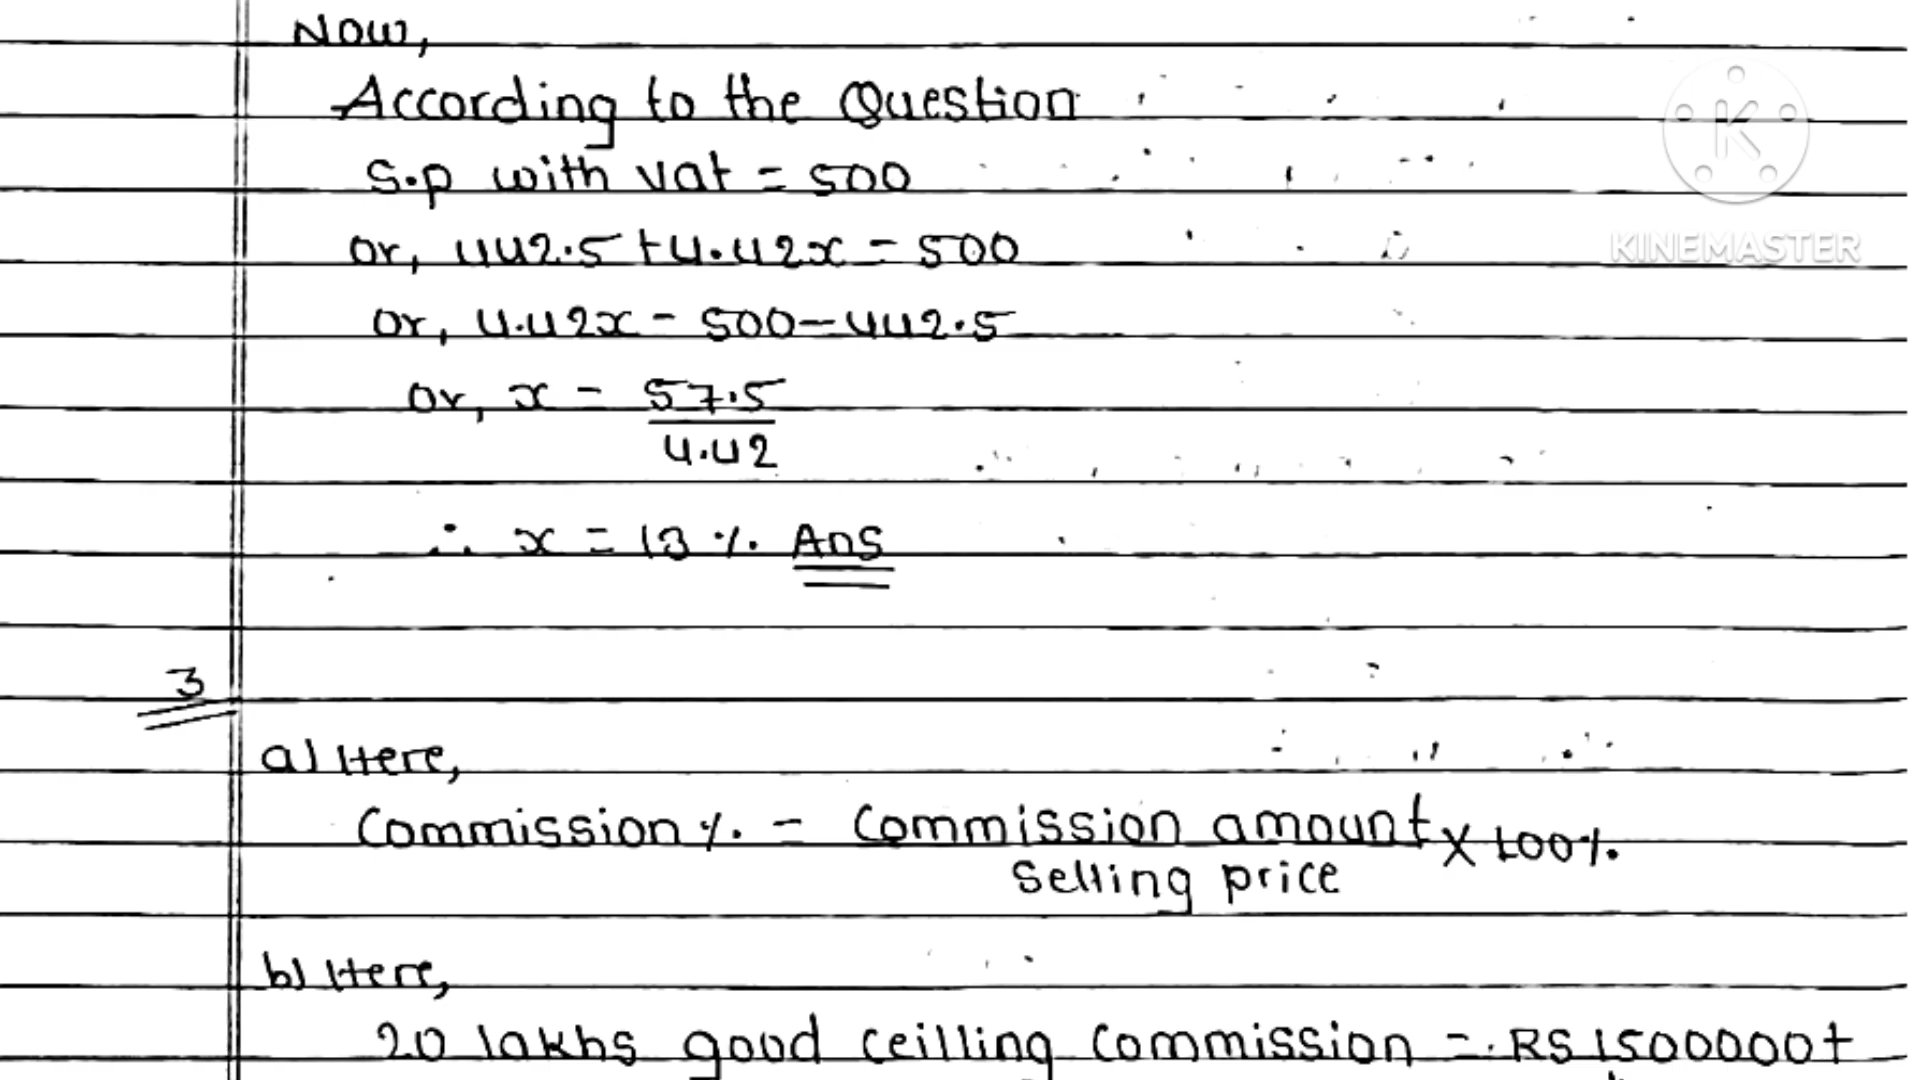 Now,
According to the Question
S.p with vat = 500
or, 442.5 + 4.42x = 500
or, 4.42x = 500 - 442.5
or, x = 57.5
4.42
∴ x = 13 % Ans
3
a) Here,
Commission % = Commission amount × 100%
Selling price
b) Here,
20 lakhs good ceilling commission = RS 1500000+
K
KINEMASTER